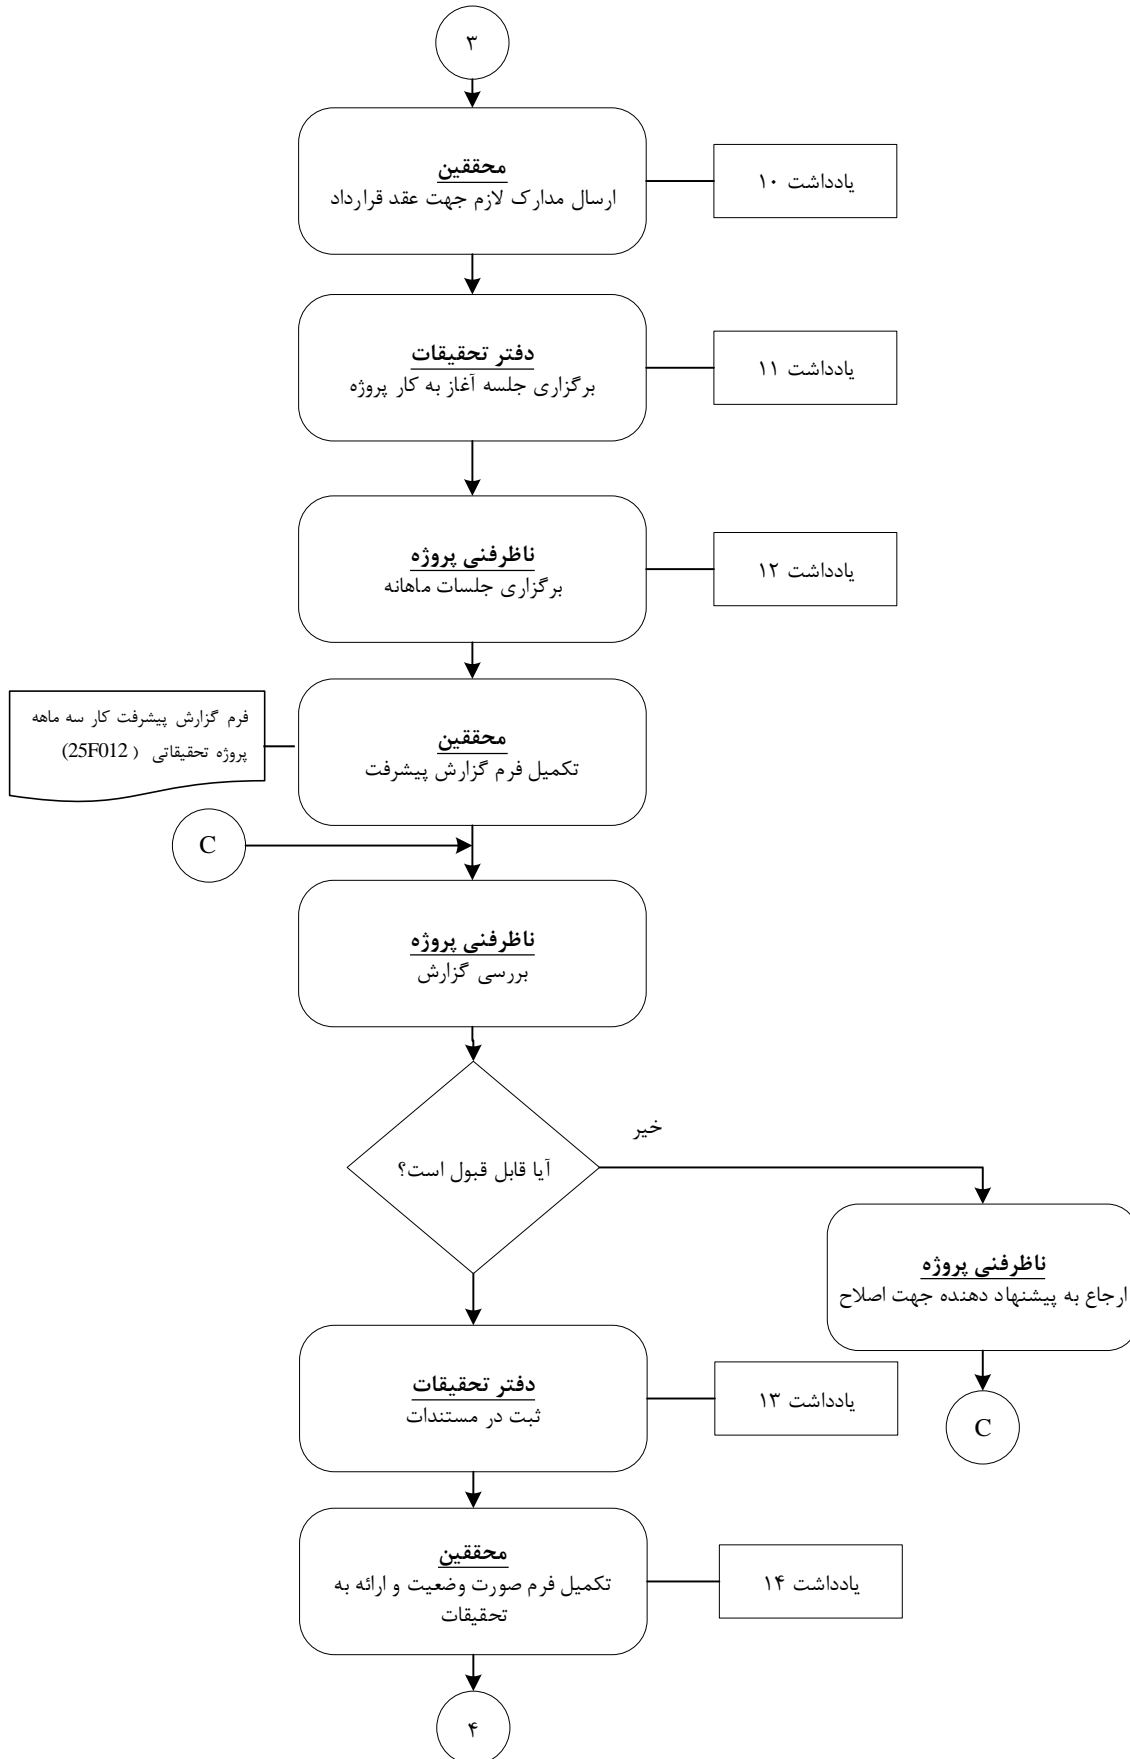 ۳
محققین
ارسال مدارک لازم جهت عقد قرارداد
یادداشت ۱۰
دفتر تحقیقات
برگزاری جلسه آغاز به کار پروژه
یادداشت ۱۱
ناظرفنی پروژه
برگزاری جلسات ماهانه
یادداشت ۱۲
محققین
تکمیل فرم گزارش پیشرفت
فرم گزارش پیشرفت کار سه ماهه
پروژه تحقیقاتی ( 25F012)
C
ناظرفنی پروژه
بررسی گزارش
آیا قابل قبول است؟
خیر
ناظرفنی پروژه
ارجاع به پیشنهاد دهنده جهت اصلاح
C
دفتر تحقیقات
ثبت در مستندات
یادداشت ۱۳
محققین
تکمیل فرم صورت وضعیت و ارائه به
تحقیقات
یادداشت ۱۴
۴